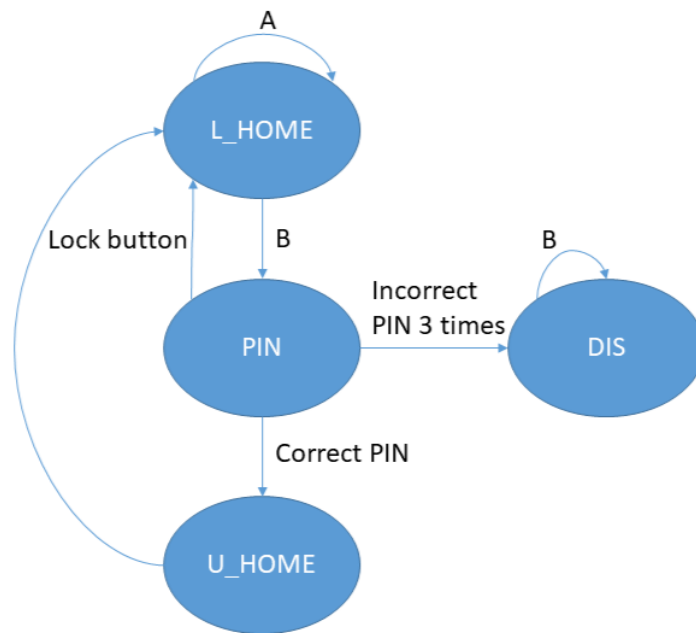 A
L_HOME
Lock button
B
B
Incorrect
PIN 3 times
PIN
DIS
Correct PIN
U_HOME